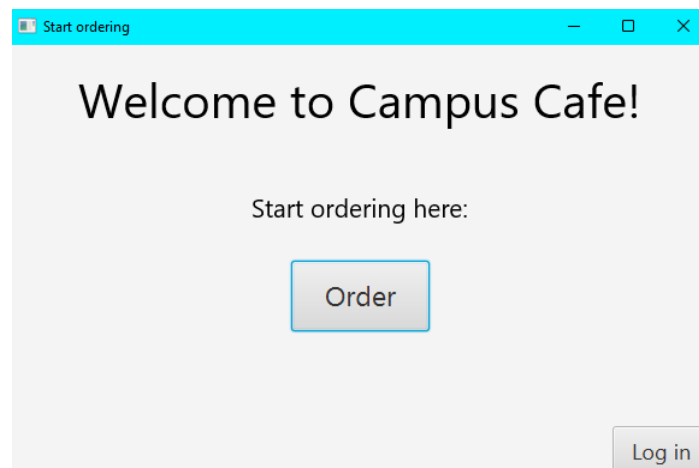 Start ordering
Welcome to Campus Cafe!
Start ordering here:
Order
Log in